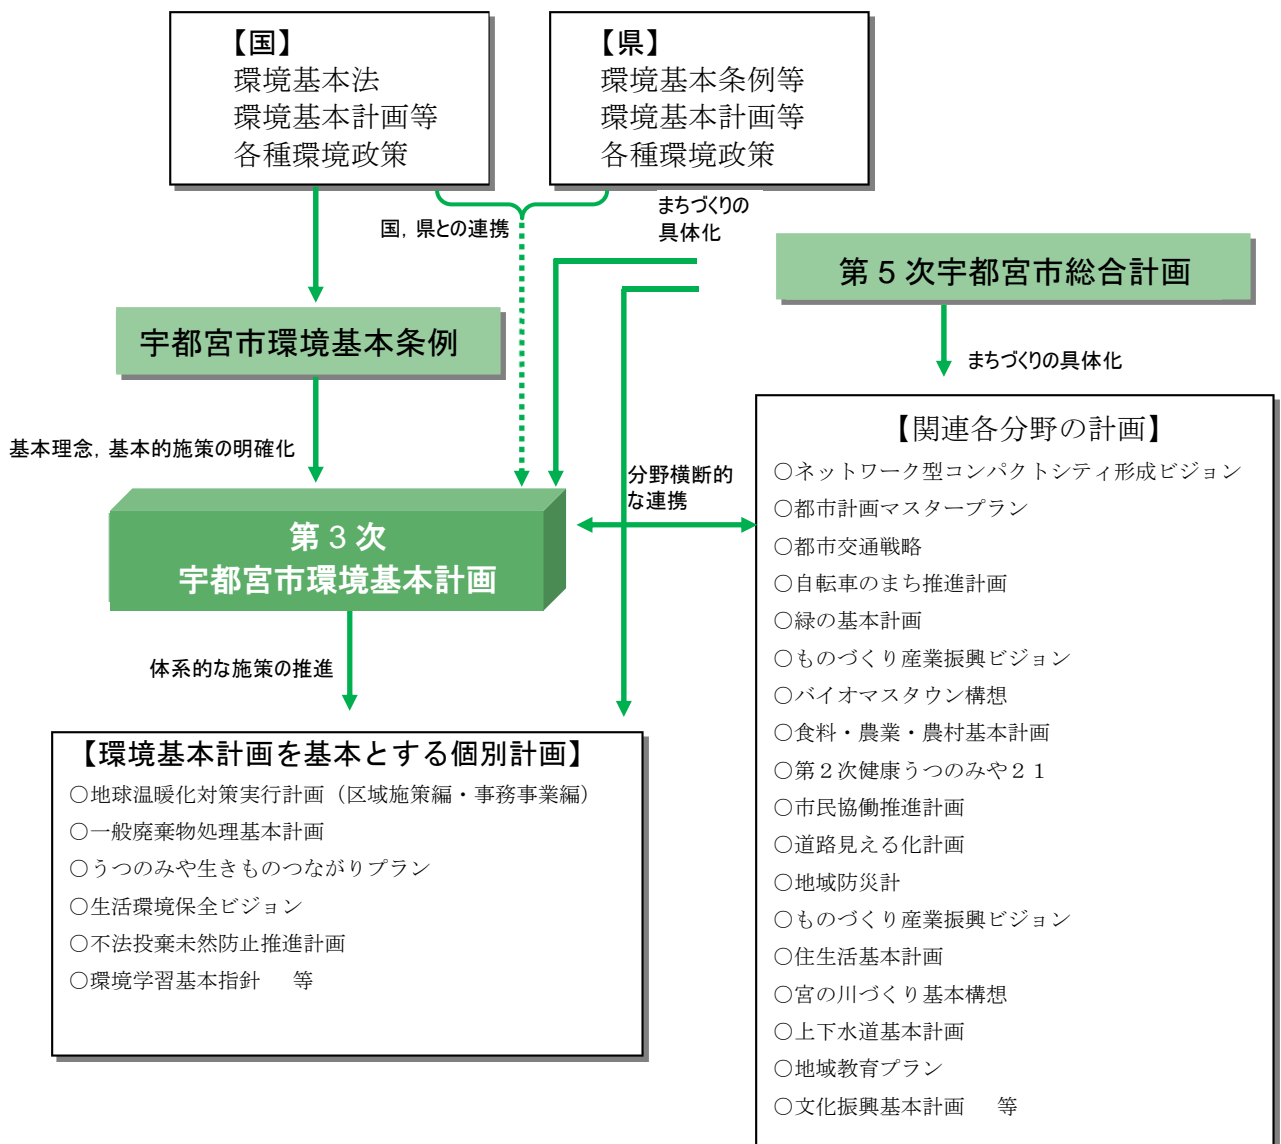 【国】
環境基本法
環境基本計画等
各種環境政策
【県】
環境基本条例等
環境基本計画等
各種環境政策
国，県との連携
まちづくりの
具体化
第５次宇都宮市総合計画
宇都宮市環境基本条例
まちづくりの具体化
基本理念，基本的施策の明確化
分野横断的
な連携
第３次
宇都宮市環境基本計画
体系的な施策の推進
【環境基本計画を基本とする個別計画】
○地球温暖化対策実行計画（区域施策編・事務事業編）
○一般廃棄物処理基本計画
○うつのみや生きものつながりプラン
○生活環境保全ビジョン
○不法投棄未然防止推進計画
○環境学習基本指針　等
【関連各分野の計画】
○ネットワーク型コンパクトシティ形成ビジョン
○都市計画マスタープラン
○都市交通戦略
○自転車のまち推進計画
○緑の基本計画
○ものづくり産業振興ビジョン
○バイオマスタウン構想
○食料・農業・農村基本計画
○第２次健康うつのみや２１
○市民協働推進計画
○道路見える化計画
○地域防災計
○ものづくり産業振興ビジョン
○住生活基本計画
○宮の川づくり基本構想
○上下水道基本計画
○地域教育プラン
○文化振興基本計画　等